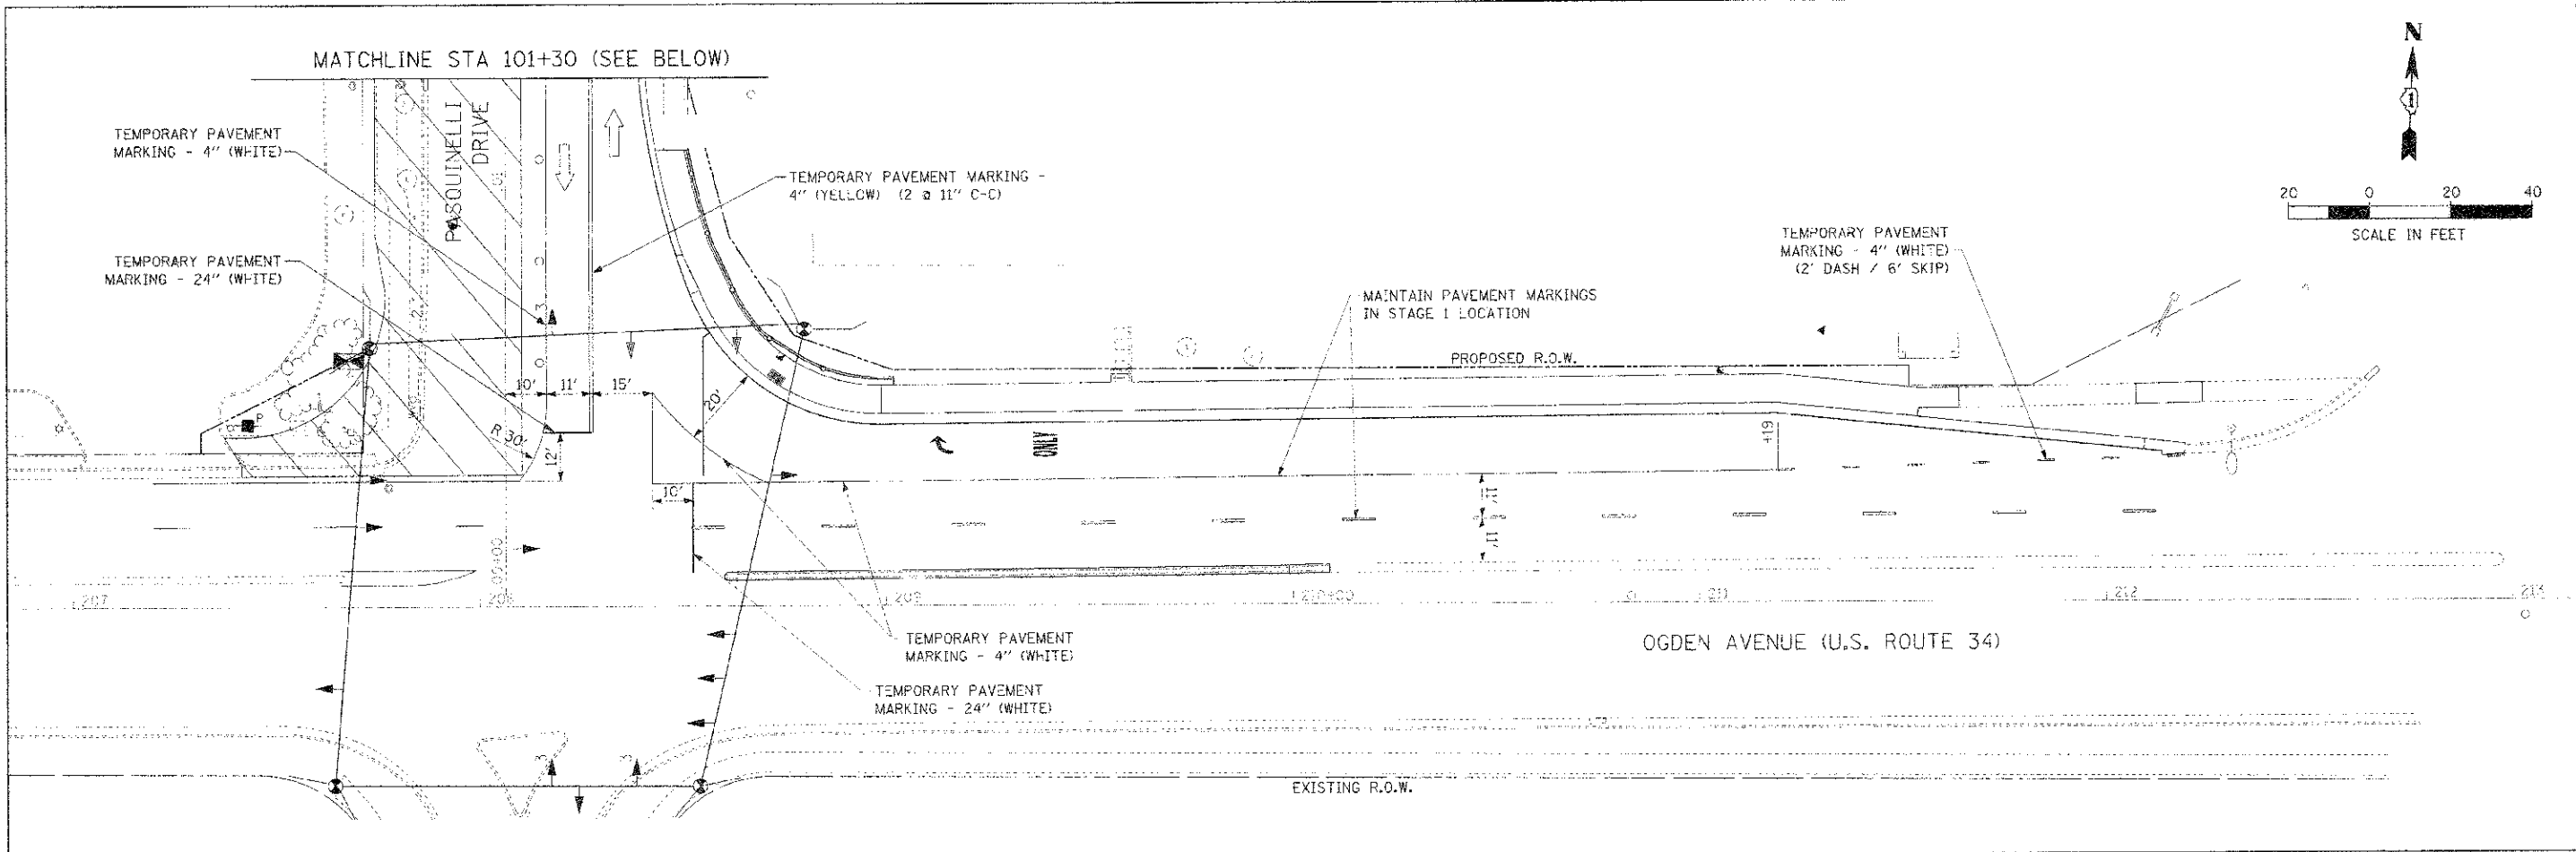 MATCHLINE STA 101+30 (SEE BELOW)
N
1
TEMPORARY PAVEMENT
MARKING - 4" (WHITE)
PASQUINELLI
DRIVE
TEMPORARY PAVEMENT MARKING -
4" (YELLOW) (2 @ 11" C-C)
20 0 20 40
SCALE IN FEET
TEMPORARY PAVEMENT
MARKING - 24" (WHITE)
TEMPORARY PAVEMENT
MARKING - 4" (WHITE)
(2' DASH / 6' SKIP)
MAINTAIN PAVEMENT MARKINGS
IN STAGE 1 LOCATION
3
PROPOSED R.O.W.
10' 11' 15'
20'
P
R 30'
12'
ONLY
+19
10'
11'
11'
207
208
209
210+00
211
212
213
TEMPORARY PAVEMENT
MARKING - 4" (WHITE)
OGDEN AVENUE (U.S. ROUTE 34)
TEMPORARY PAVEMENT
MARKING - 24" (WHITE)
3
3
EXISTING R.O.W.